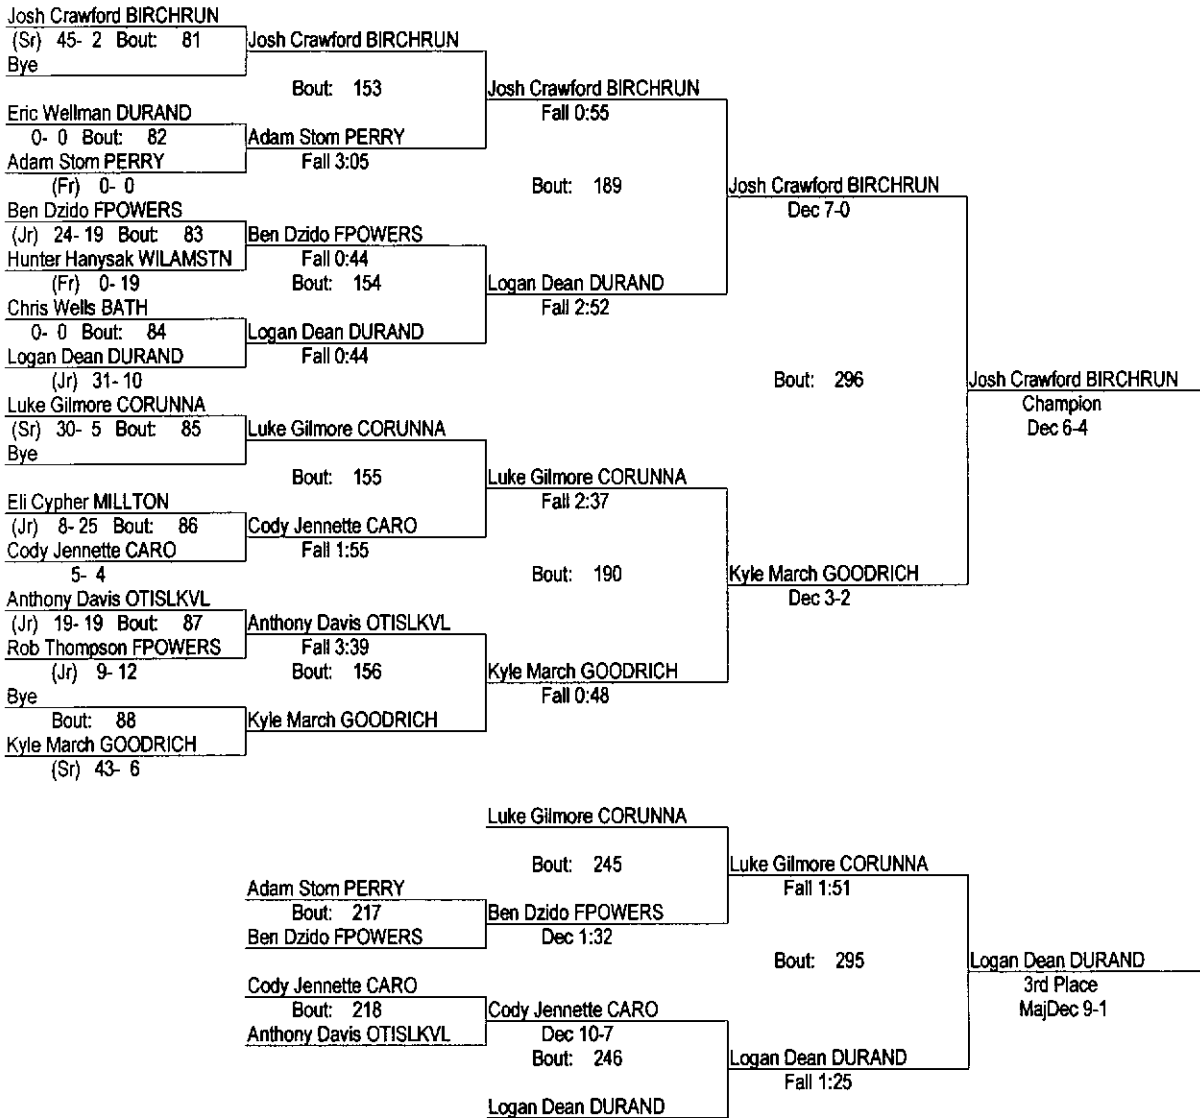 Josh Crawford BIRCHRUN
(Sr) 45- 2 Bout: 81
Bye
Josh Crawford BIRCHRUN
Bout: 153
Eric Wellman DURAND
0- 0 Bout: 82
Adam Stom PERRY
(Fr) 0- 0
Adam Stom PERRY
Fall 3:05
Josh Crawford BIRCHRUN
Fall 0:55
Bout: 189
Ben Dzido FPOWERS
(Jr) 24- 19 Bout: 83
Hunter Hanysak WILAMSTN
(Fr) 0- 19
Ben Dzido FPOWERS
Fall 0:44
Bout: 154
Chris Wells BATH
0- 0 Bout: 84
Logan Dean DURAND
(Jr) 31- 10
Logan Dean DURAND
Fall 0:44
Logan Dean DURAND
Fall 2:52
Josh Crawford BIRCHRUN
Dec 7-0
Bout: 296
Josh Crawford BIRCHRUN
Champion
Dec 6-4
Luke Gilmore CORUNNA
(Sr) 30- 5 Bout: 85
Bye
Luke Gilmore CORUNNA
Bout: 155
Eli Cypher MILLTON
(Jr) 8- 25 Bout: 86
Cody Jennette CARO
5- 4
Cody Jennette CARO
Fall 1:55
Luke Gilmore CORUNNA
Fall 2:37
Bout: 190
Anthony Davis OTISLKVL
(Jr) 19- 19 Bout: 87
Rob Thompson FPOWERS
(Jr) 9- 12
Anthony Davis OTISLKVL
Fall 3:39
Bout: 156
Bye
Bout: 88
Kyle March GOODRICH
(Sr) 43- 6
Kyle March GOODRICH
Kyle March GOODRICH
Fall 0:48
Kyle March GOODRICH
Dec 3-2
Luke Gilmore CORUNNA
Bout: 245
Adam Stom PERRY
Bout: 217
Ben Dzido FPOWERS
Ben Dzido FPOWERS
Dec 1:32
Luke Gilmore CORUNNA
Fall 1:51
Bout: 295
Logan Dean DURAND
3rd Place
MajDec 9-1
Cody Jennette CARO
Bout: 218
Anthony Davis OTISLKVL
Cody Jennette CARO
Dec 10-7
Bout: 246
Logan Dean DURAND
Logan Dean DURAND
Fall 1:25